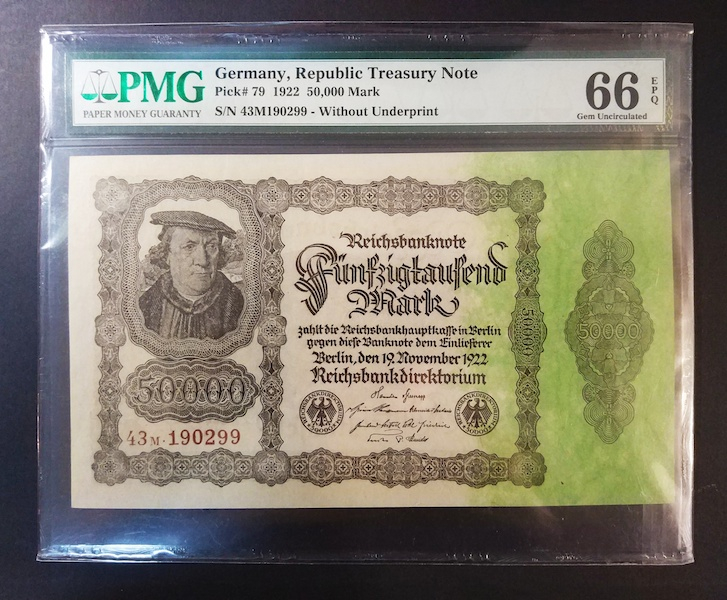 PMG
PAPER MONEY GUARANTY
Germany, Republic Treasury Note
Pick# 79 1922 50,000 Mark
S/N 43M190299 - Without Underprint
66
EPQ
Gem Uncirculated
Reichsbanknote
Fünfzigtausend
Mark
zahlt die Reichsbankhauptkasse in Berlin
gegen diese Banknote dem Einlieferer
Berlin, den 19. November 1922
Reichsbankdirektorium
50000
43M·190299
50000
50000